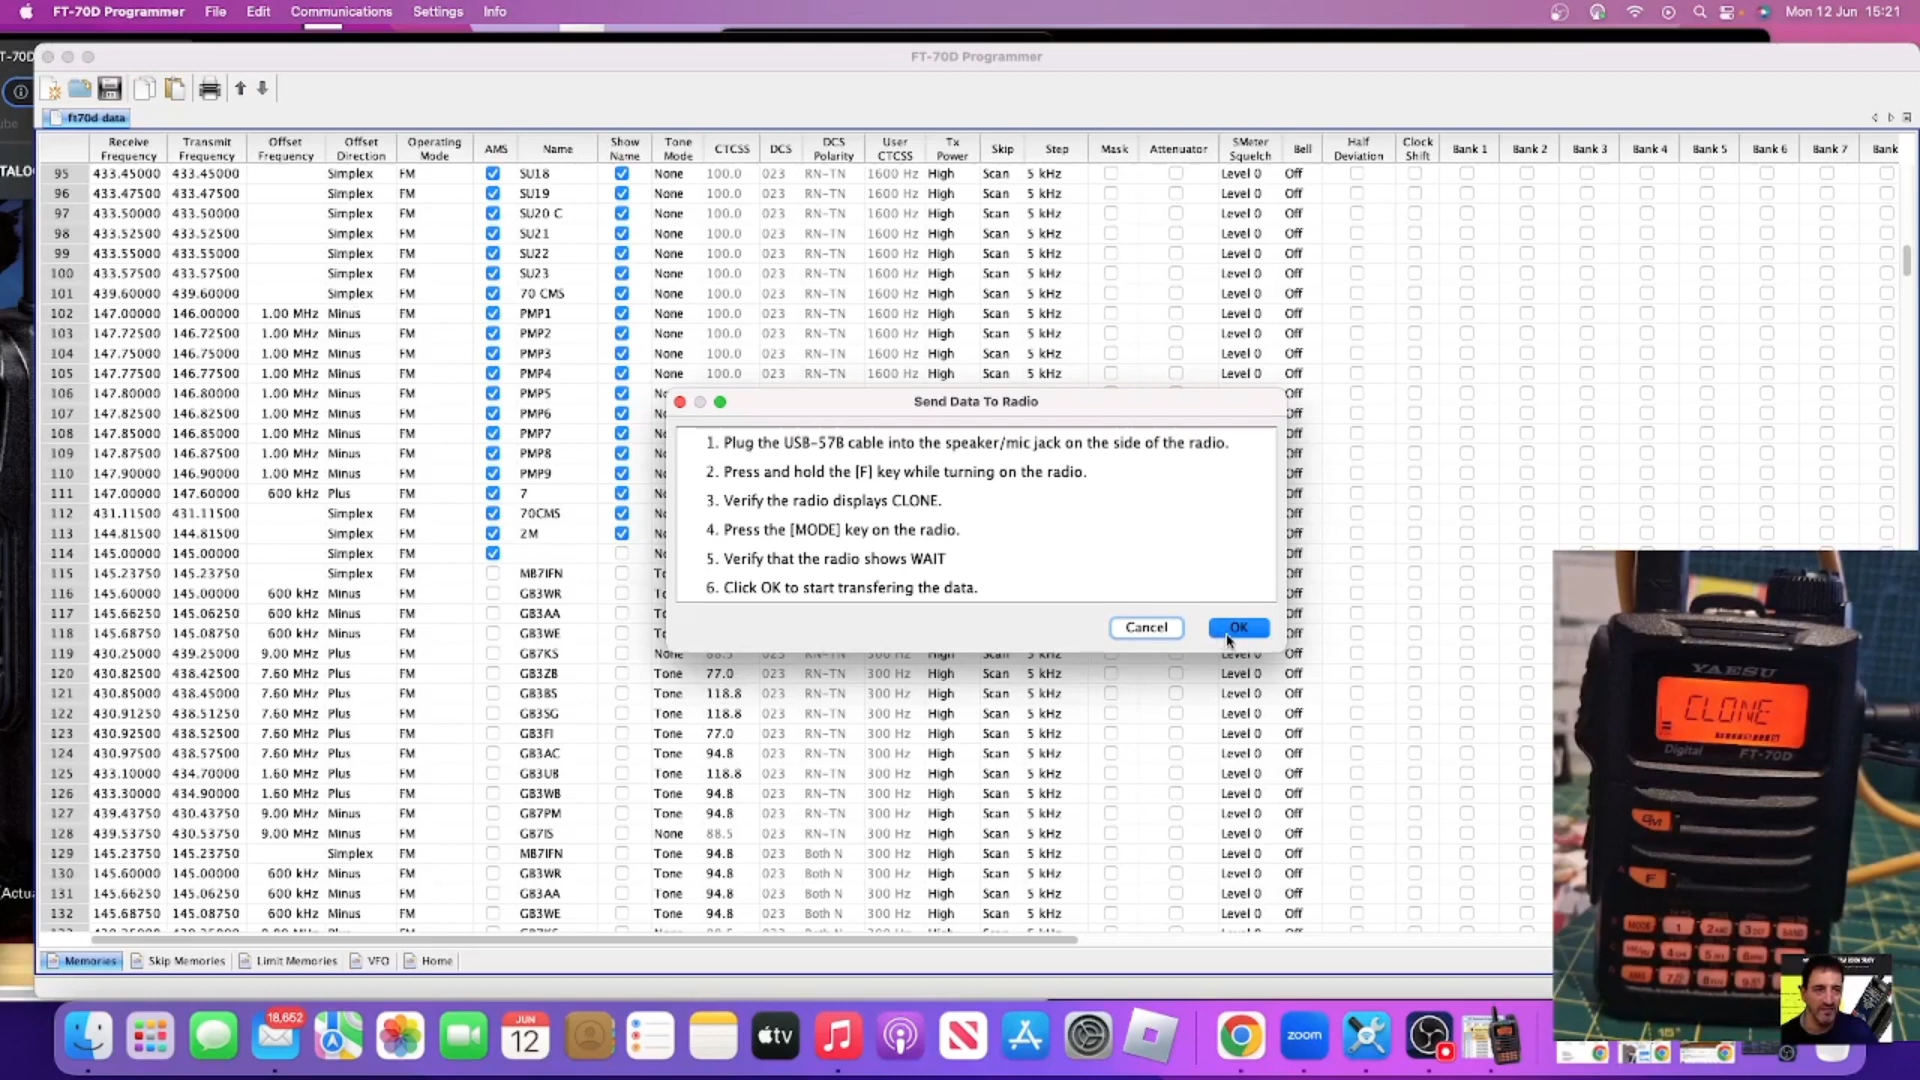 FT-70D Programmer File Edit Communications Settings Info Mon 12 Jun 15:21
FT-70D Programmer
ft70d data
Receive Frequency Transmit Frequency Offset Frequency Offset Direction Operating Mode AMS Name Show Name Tone Mode CTCSS DCS DCS Polarity User CTCSS Tx Power Skip Step Mask Attenuator SMeter Squelch Bell Half Deviation Clock Shift Bank 1 Bank 2 Bank 3 Bank 4 Bank 5 Bank 6 Bank 7 Bank
95 433.45000 433.45000 Simplex FM SU18 None 100.0 023 RN-TN 1600 Hz High Scan 5 kHz Level 0 Off
96 433.47500 433.47500 Simplex FM SU19 None 100.0 023 RN-TN 1600 Hz High Scan 5 kHz Level 0 Off
97 433.50000 433.50000 Simplex FM SU20 C None 100.0 023 RN-TN 1600 Hz High Scan 5 kHz Level 0 Off
98 433.52500 433.52500 Simplex FM SU21 None 100.0 023 RN-TN 1600 Hz High Scan 5 kHz Level 0 Off
99 433.55000 433.55000 Simplex FM SU22 None 100.0 023 RN-TN 1600 Hz High Scan 5 kHz Level 0 Off
100 433.57500 433.57500 Simplex FM SU23 None 100.0 023 RN-TN 1600 Hz High Scan 5 kHz Level 0 Off
101 439.60000 439.60000 Simplex FM 70 CMS None 100.0 023 RN-TN 1600 Hz High Scan 5 kHz Level 0 Off
102 147.00000 146.00000 1.00 MHz Minus FM PMP1 None 100.0 023 RN-TN 1600 Hz High Scan 5 kHz Level 0 Off
103 147.72500 146.72500 1.00 MHz Minus FM PMP2 None 100.0 023 RN-TN 1600 Hz High Scan 5 kHz Level 0 Off
104 147.75000 146.75000 1.00 MHz Minus FM PMP3 None 100.0 023 RN-TN 1600 Hz High Scan 5 kHz Level 0 Off
105 147.77500 146.77500 1.00 MHz Minus FM PMP4 None 100.0 023 RN-TN 1600 Hz High Scan 5 kHz Level 0 Off
106 147.80000 146.80000 1.00 MHz Minus FM PMP5
107 147.82500 146.82500 1.00 MHz Minus FM PMP6 Off
108 147.85000 146.85000 1.00 MHz Minus FM PMP7 Off
109 147.87500 146.87500 1.00 MHz Minus FM PMP8 Off
110 147.90000 146.90000 1.00 MHz Minus FM PMP9 Off
111 147.00000 147.60000 600 kHz Plus FM 7 Off
112 431.11500 431.11500 Simplex FM 70CMS Off
113 144.81500 144.81500 Simplex FM 2M Off
114 145.00000 145.00000 Simplex FM Off
115 145.23750 145.23750 Simplex FM MB7IFN Off
116 145.60000 145.00000 600 kHz Minus FM GB3WR Off
117 145.66250 145.06250 600 kHz Minus FM GB3AA Off
118 145.68750 145.08750 600 kHz Minus FM GB3WE Off
Send Data To Radio
1. Plug the USB-57B cable into the speaker/mic jack on the side of the radio.
2. Press and hold the [F] key while turning on the radio.
3. Verify the radio displays CLONE.
4. Press the [MODE] key on the radio.
5. Verify that the radio shows WAIT
6. Click OK to start transfering the data.
Cancel OK
119 430.25000 439.25000 9.00 MHz Plus FM GB7KS None 88.5 023 RN-TN 300 Hz High Scan 5 kHz Level 0 Off
120 430.82500 438.42500 7.60 MHz Plus FM GB3ZB Tone 77.0 023 RN-TN 300 Hz High Scan 5 kHz Level 0 Off
121 430.85000 438.45000 7.60 MHz Plus FM GB3BS Tone 118.8 023 RN-TN 300 Hz High Scan 5 kHz Level 0 Off
122 430.91250 438.51250 7.60 MHz Plus FM GB3SG Tone 118.8 023 RN-TN 300 Hz High Scan 5 kHz Level 0 Off
123 430.92500 438.52500 7.60 MHz Plus FM GB3FI Tone 77.0 023 RN-TN 300 Hz High Scan 5 kHz Level 0 Off
124 430.97500 438.57500 7.60 MHz Plus FM GB3AC Tone 94.8 023 RN-TN 300 Hz High Scan 5 kHz Level 0 Off
125 433.10000 434.70000 1.60 MHz Plus FM GB3UB Tone 118.8 023 RN-TN 300 Hz High Scan 5 kHz Level 0 Off
126 433.30000 434.90000 1.60 MHz Plus FM GB3WB Tone 94.8 023 RN-TN 300 Hz High Scan 5 kHz Level 0 Off
127 439.43750 430.43750 9.00 MHz Minus FM GB7PM Tone 94.8 023 RN-TN 300 Hz High Scan 5 kHz Level 0 Off
128 439.53750 430.53750 9.00 MHz Minus FM GB7IS None 88.5 023 RN-TN 300 Hz High Scan 5 kHz Level 0 Off
129 145.23750 145.23750 Simplex FM MB7IFN Tone 94.8 023 Both N 300 Hz High Scan 5 kHz Level 0 Off
130 145.60000 145.00000 600 kHz Minus FM GB3WR Tone 94.8 023 Both N 300 Hz High Scan 5 kHz Level 0 Off
131 145.66250 145.06250 600 kHz Minus FM GB3AA Tone 94.8 023 Both N 300 Hz High Scan 5 kHz Level 0 Off
132 145.68750 145.08750 600 kHz Minus FM GB3WE Tone 94.8 023 Both N 300 Hz High Scan 5 kHz Level 0 Off
Memories Skip Memories Limit Memories VFO Home
YAESU
CLONE
Digital FT-70D
F
MODE 1
18,652
JUN
12
tv
zoom